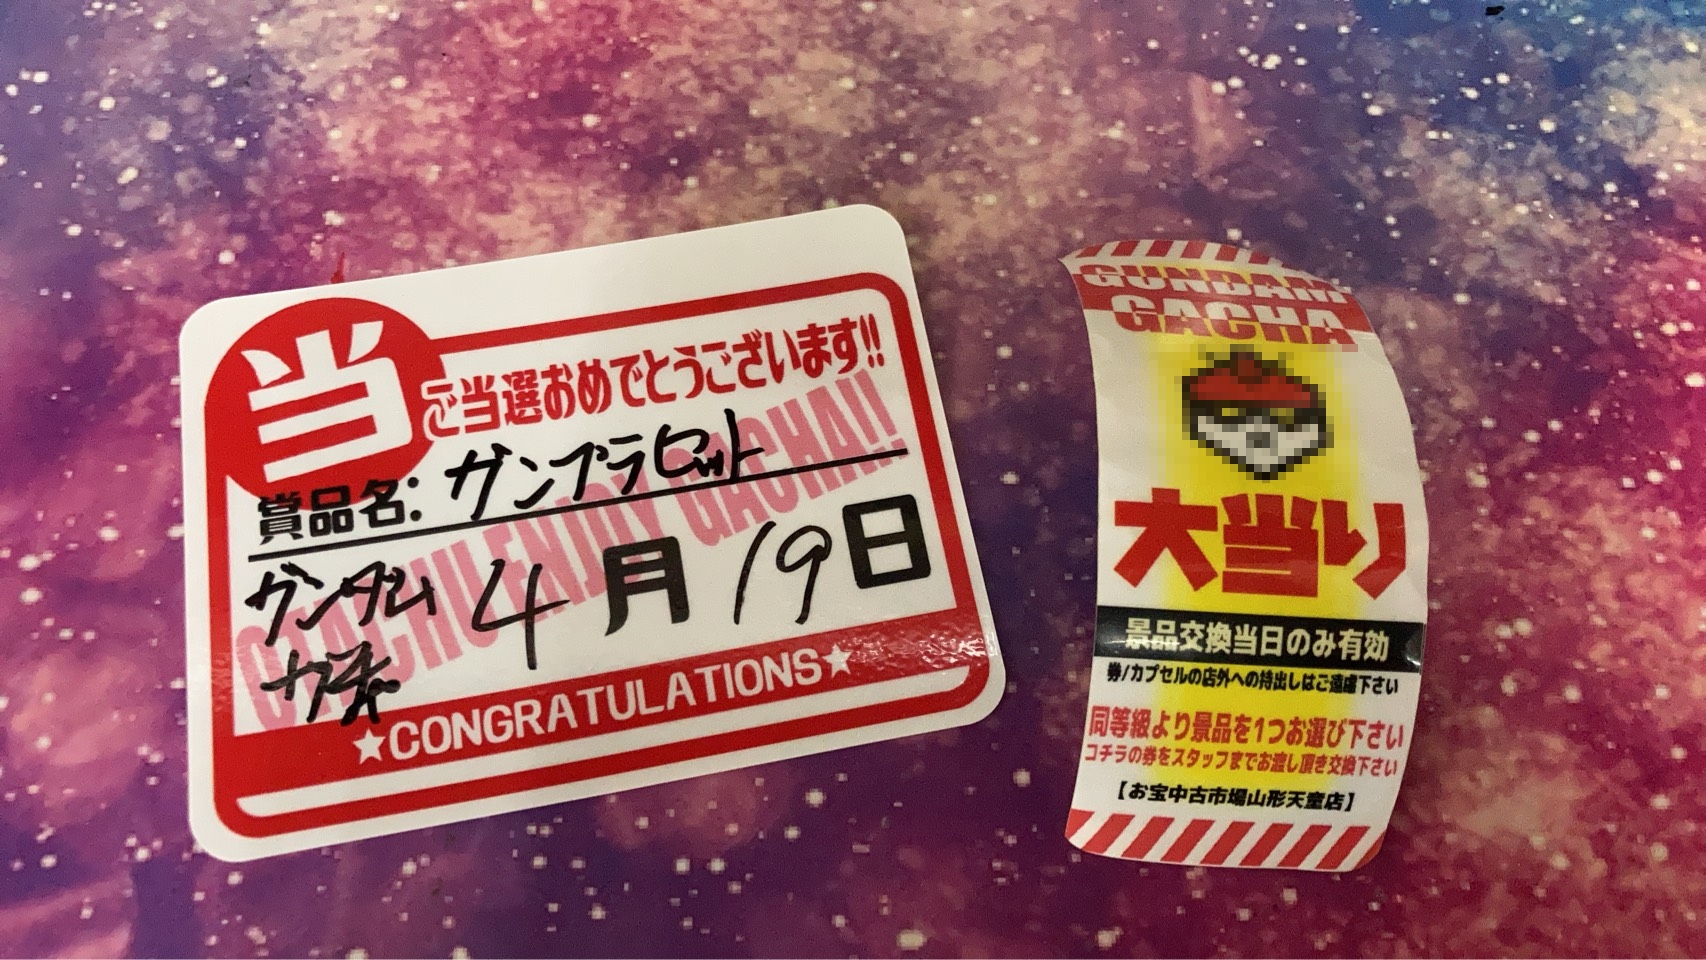 当
ご当選おめでとうございます!!
賞品名:ガンプラセット
ガンダム
ガチャ
4月19日
OTACHU ENJOY GACHA!!
★CONGRATULATIONS★
GUNDAM
GACHA
大当り
景品交換当日のみ有効
券/カプセルの店外への持出しはご遠慮下さい
同等級より景品を1つお選び下さい
コチラの券をスタッフまでお渡し頂き交換下さい
【お宝中古市場山形天童店】